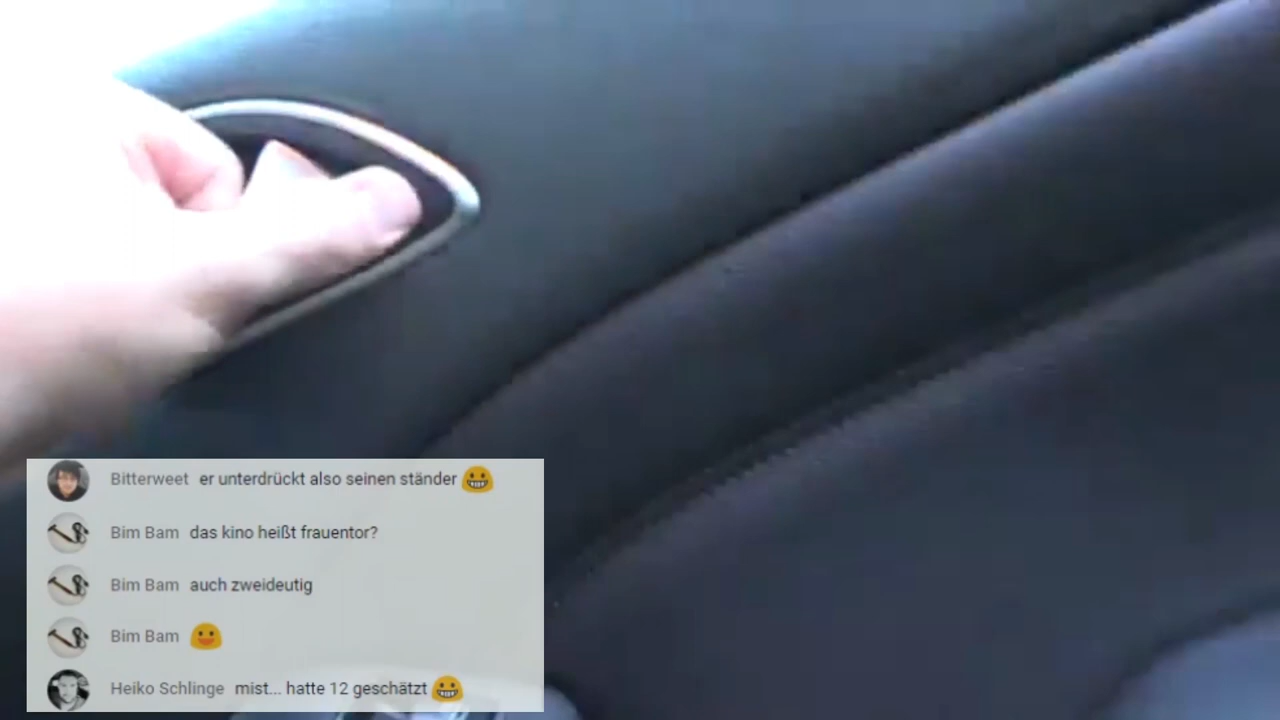 Bitterweet er unterdrückt also seinen ständer 😀
Bim Bam das kino heißt frauentor?
Bim Bam auch zweideutig
Bim Bam 😃
Heiko Schlinge mist... hatte 12 geschätzt 😀